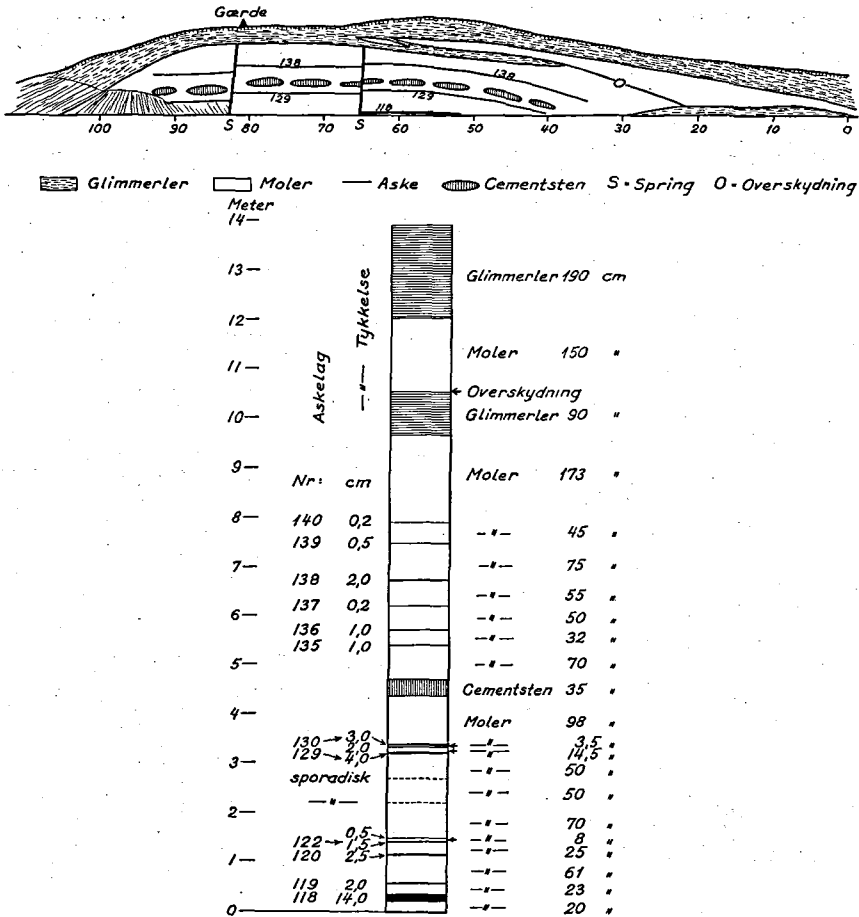 Gærde
138 138
129 129
118
100 90 S 80 70 S 60 50 40 30 20 10 0
Glimmerler Moler Aske Cementsten S = Spring O = Overskydning
Meter
14
13 Glimmerler 190 cm
12
Askelag —"— Tykkelse
Moler 150 "
11
Overskydning
10 Glimmerler 90 "
9 Moler 173 "
Nr: cm
8 140 0,2 —"— 45 "
139 0,5
7 —"— 75 "
138 2,0
—"— 55 "
6 137 0,2
—"— 50 "
136 1,0 —"— 32 "
135 1,0
5 —"— 70 "
Cementsten 35 "
4 Moler 98 "
130 3,0 —"— 3,5 "
2,0
129 4,0 —"— 14,5 "
3 —"— 50 "
sporadisk
—"— —"— 50 "
2
—"— 70 "
0,5
122 1,5 —"— 8 "
1 120 2,5 —"— 25 "
—"— 61 "
119 2,0 —"— 23 "
118 14,0
0 —"— 20 "